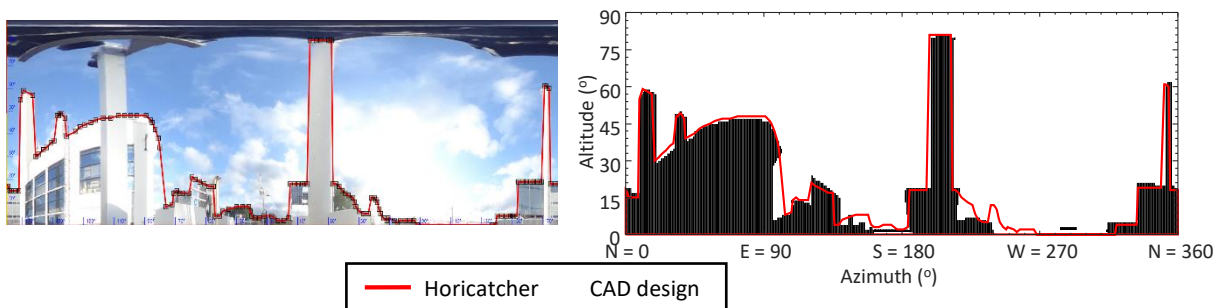 90
75
60
45
30
15
0
Altitude (°)
N = 0 E = 90 S = 180 W = 270 N = 360
Azimuth (°)
Horicatcher CAD design